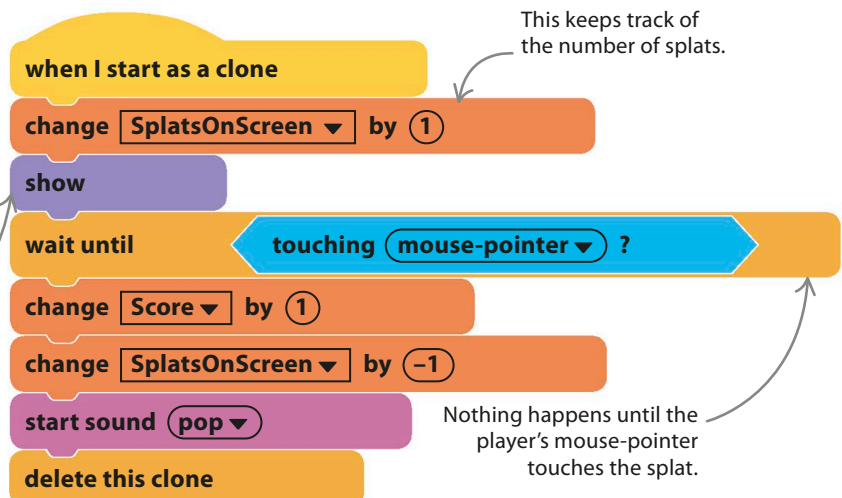 This keeps track of
the number of splats.
when I start as a clone
change SplatsOnScreen by 1
show
wait until touching mouse-pointer ?
change Score by 1
change SplatsOnScreen by –1
start sound pop
Nothing happens until the
player’s mouse-pointer
touches the splat.
delete this clone